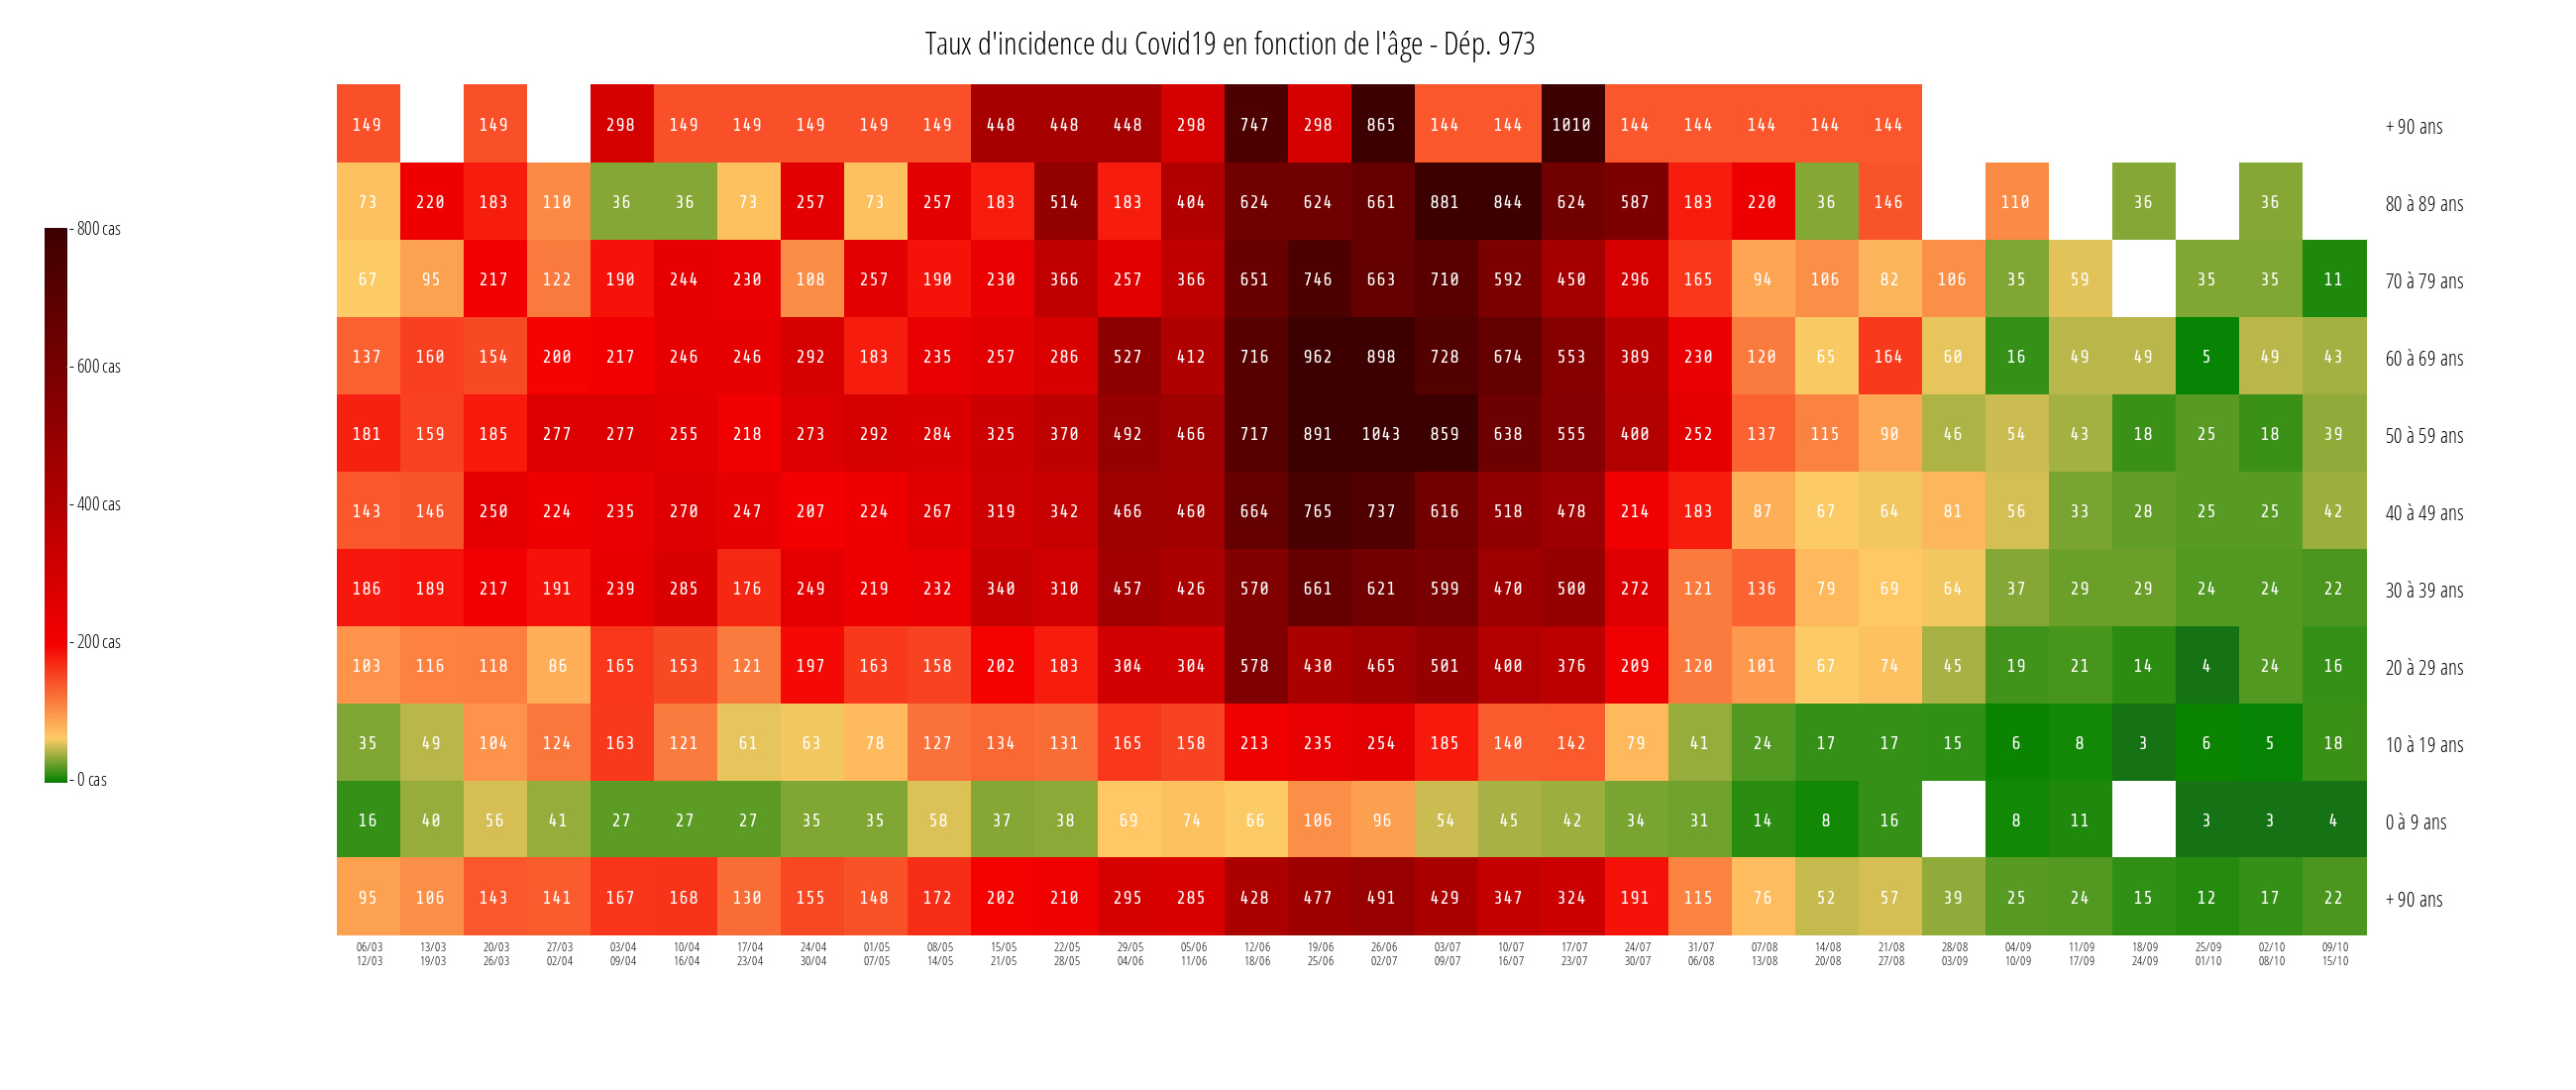 Taux d'incidence du Covid19 en fonction de l'âge - Dép. 973
- 800 cas
- 600 cas
- 400 cas
- 200 cas
- 0 cas
149 149 298 149 149 149 149 149 448 448 448 298 747 298 865 144 144 1010 144 144 144 144 144 + 90 ans
73 220 183 110 36 36 73 257 73 257 183 514 183 404 624 624 661 881 844 624 587 183 220 36 146 110 36 36 80 à 89 ans
67 95 217 122 190 244 230 108 257 190 230 366 257 366 651 746 663 710 592 450 296 165 94 106 82 106 35 59 35 35 11 70 à 79 ans
137 160 154 200 217 246 246 292 183 235 257 286 527 412 716 962 898 728 674 553 389 230 120 65 164 60 16 49 49 5 49 43 60 à 69 ans
181 159 185 277 277 255 218 273 292 284 325 370 492 466 717 891 1043 859 638 555 400 252 137 115 90 46 54 43 18 25 18 39 50 à 59 ans
143 146 250 224 235 270 247 207 224 267 319 342 466 460 664 765 737 616 518 478 214 183 87 67 64 81 56 33 28 25 25 42 40 à 49 ans
186 189 217 191 239 285 176 249 219 232 340 310 457 426 570 661 621 599 470 500 272 121 136 79 69 64 37 29 29 24 24 22 30 à 39 ans
103 116 118 86 165 153 121 197 163 158 202 183 304 304 578 430 465 501 400 376 209 120 101 67 74 45 19 21 14 4 24 16 20 à 29 ans
35 49 104 124 163 121 61 63 78 127 134 131 165 158 213 235 254 185 140 142 79 41 24 17 17 15 6 8 3 6 5 18 10 à 19 ans
16 40 56 41 27 27 27 35 35 58 37 38 69 74 66 106 96 54 45 42 34 31 14 8 16 8 11 3 3 4 0 à 9 ans
95 106 143 141 167 168 130 155 148 172 202 210 295 285 428 477 491 429 347 324 191 115 76 52 57 39 25 24 15 12 17 22 + 90 ans
06/03 13/03 20/03 27/03 03/04 10/04 17/04 24/04 01/05 08/05 15/05 22/05 29/05 05/06 12/06 19/06 26/06 03/07 10/07 17/07 24/07 31/07 07/08 14/08 21/08 28/08 04/09 11/09 18/09 25/09 02/10 09/10
12/03 19/03 26/03 02/04 09/04 16/04 23/04 30/04 07/05 14/05 21/05 28/05 04/06 11/06 18/06 25/06 02/07 09/07 16/07 23/07 30/07 06/08 13/08 20/08 27/08 03/09 10/09 17/09 24/09 01/10 08/10 15/10